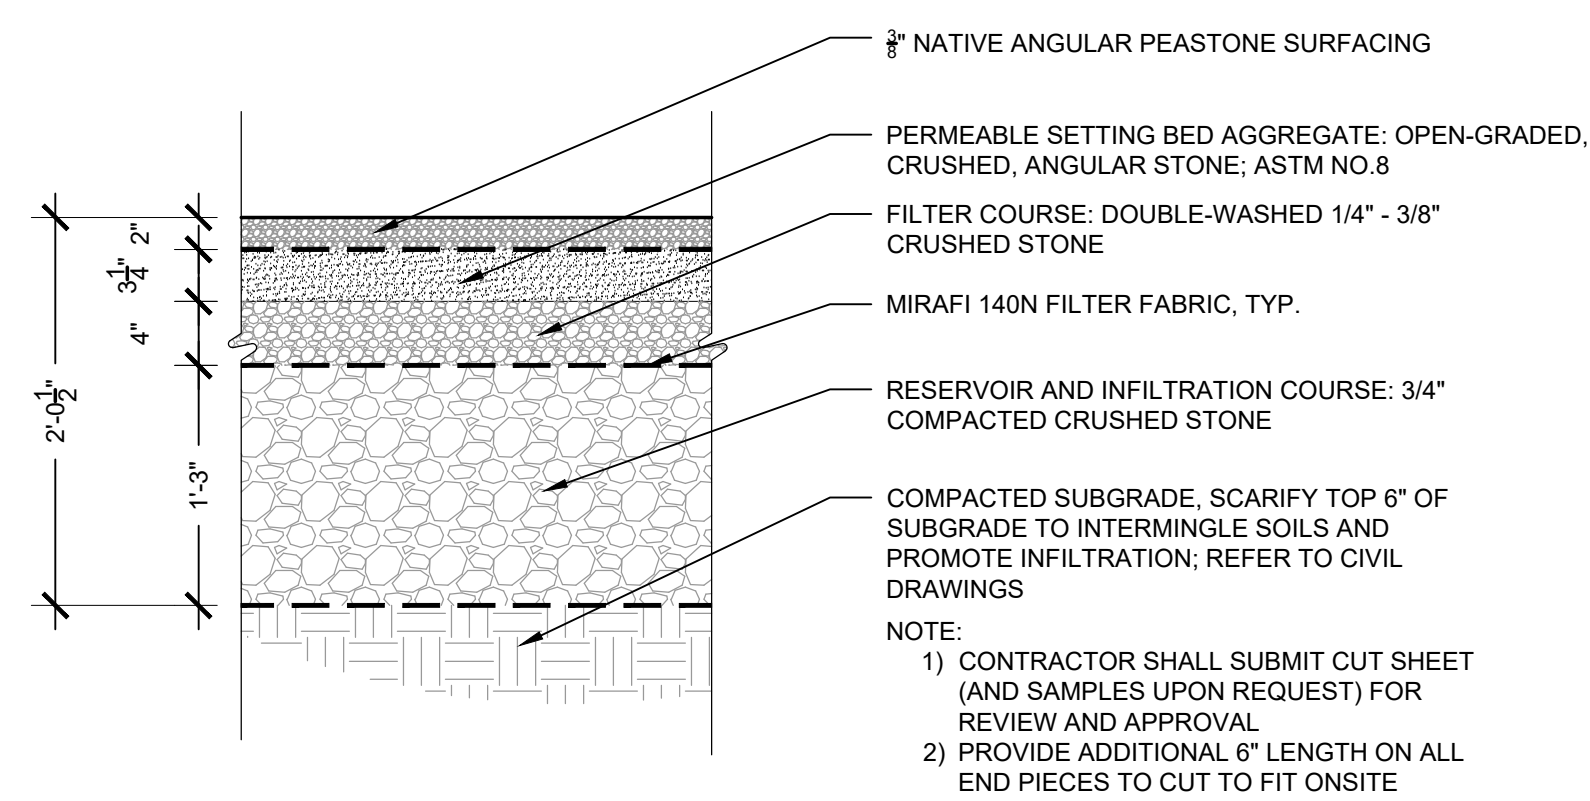 3/8" NATIVE ANGULAR PEASTONE SURFACING
PERMEABLE SETTING BED AGGREGATE: OPEN-GRADED,
CRUSHED, ANGULAR STONE; ASTM NO.8
FILTER COURSE: DOUBLE-WASHED 1/4" - 3/8"
CRUSHED STONE
MIRAFI 140N FILTER FABRIC, TYP.
RESERVOIR AND INFILTRATION COURSE: 3/4"
COMPACTED CRUSHED STONE
COMPACTED SUBGRADE, SCARIFY TOP 6" OF
SUBGRADE TO INTERMINGLE SOILS AND
PROMOTE INFILTRATION; REFER TO CIVIL
DRAWINGS
NOTE:
1) CONTRACTOR SHALL SUBMIT CUT SHEET
(AND SAMPLES UPON REQUEST) FOR
REVIEW AND APPROVAL
2) PROVIDE ADDITIONAL 6" LENGTH ON ALL
END PIECES TO CUT TO FIT ONSITE
2"
3 1/4"
4"
1'-3"
2'-0 1/2"